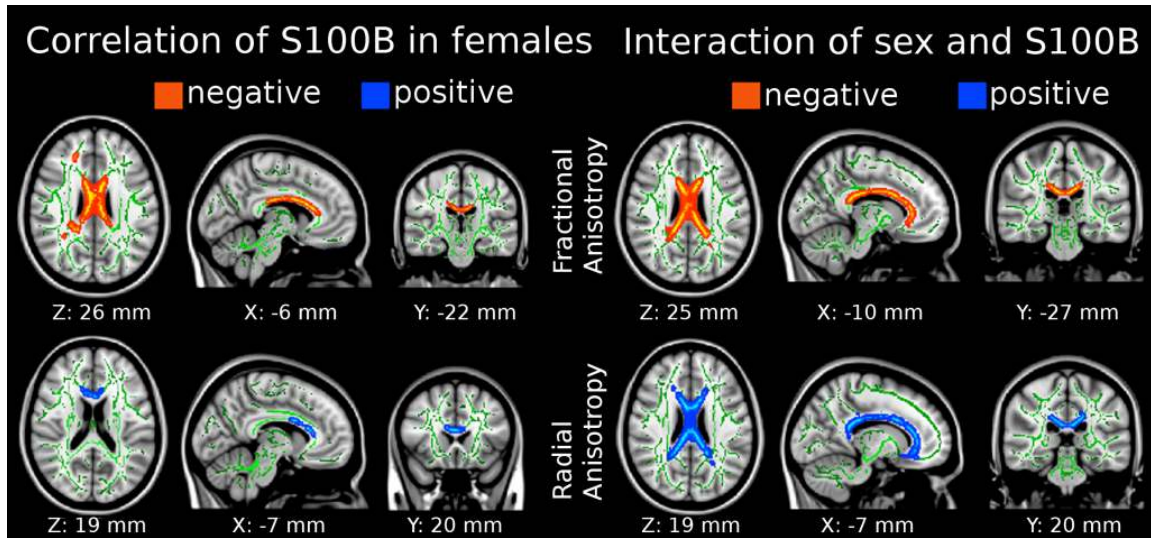 Correlation of S100B in females
negative
positive
Z: 26 mm
X: -6 mm
Y: -22 mm
Fractional
Anisotropy
Interaction of sex and S100B
negative
positive
Z: 25 mm
X: -10 mm
Y: -27 mm
Z: 19 mm
X: -7 mm
Y: 20 mm
Radial
Anisotropy
Z: 19 mm
X: -7 mm
Y: 20 mm